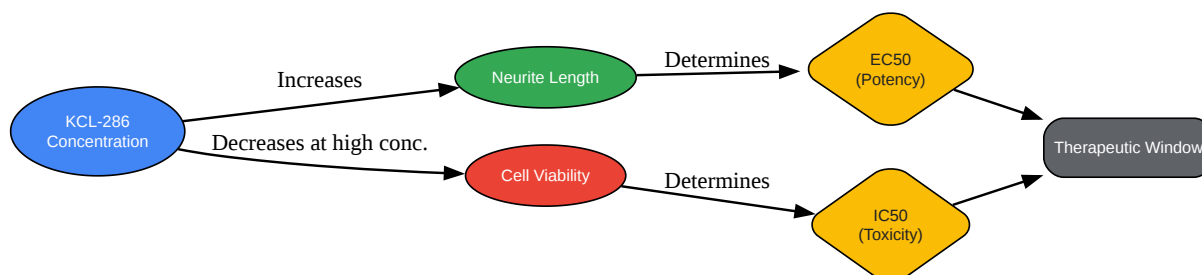 KCL-286
Concentration
Increases
Decreases at high conc.
Neurite Length
Cell Viability
Determines
Determines
EC50
(Potency)
IC50
(Toxicity)
Therapeutic Window